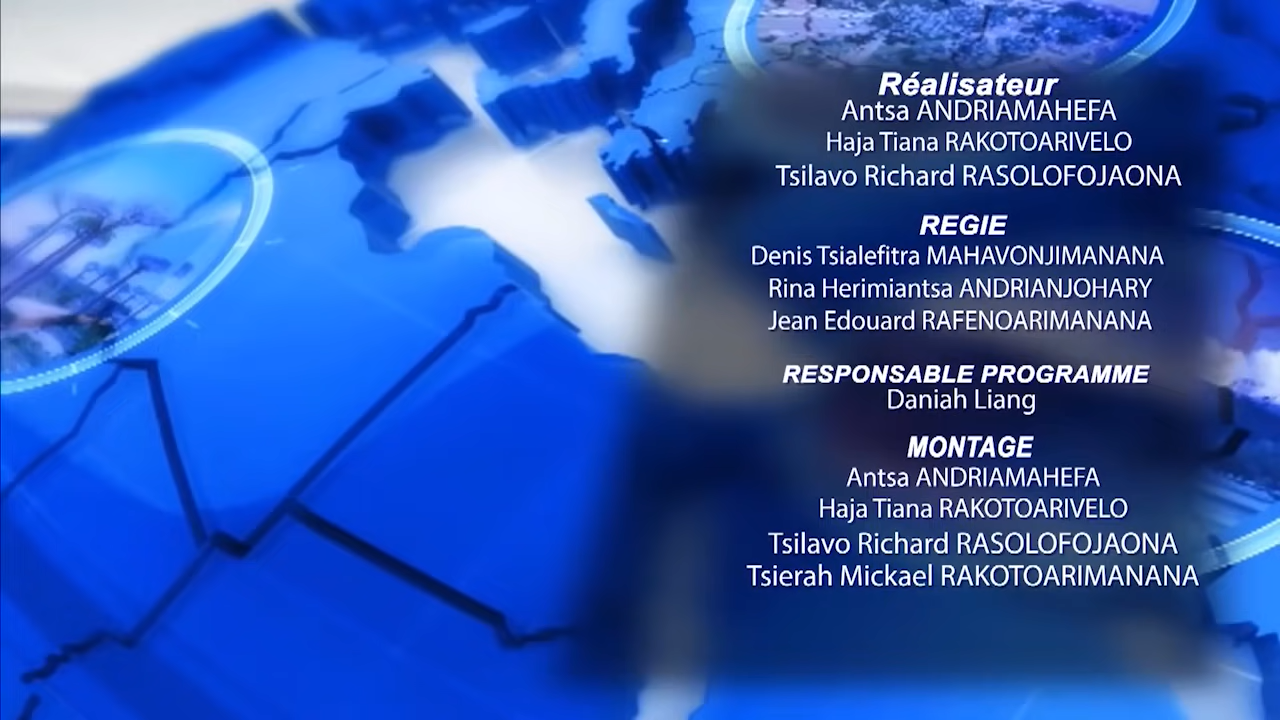 Réalisateur
Antsa ANDRIAMAHEFA
Haja Tiana RAKOTOARIVELO
Tsilavo Richard RASOLOFOJAONA
REGIE
Denis Tsialefitra MAHAVONJIMANANA
Rina Herimiantsa ANDRIANJOHARY
Jean Edouard RAFENOARIMANANA
RESPONSABLE PROGRAMME
Daniah Liang
MONTAGE
Antsa ANDRIAMAHEFA
Haja Tiana RAKOTOARIVELO
Tsilavo Richard RASOLOFOJAONA
Tsierah Mickael RAKOTOARIMANANA